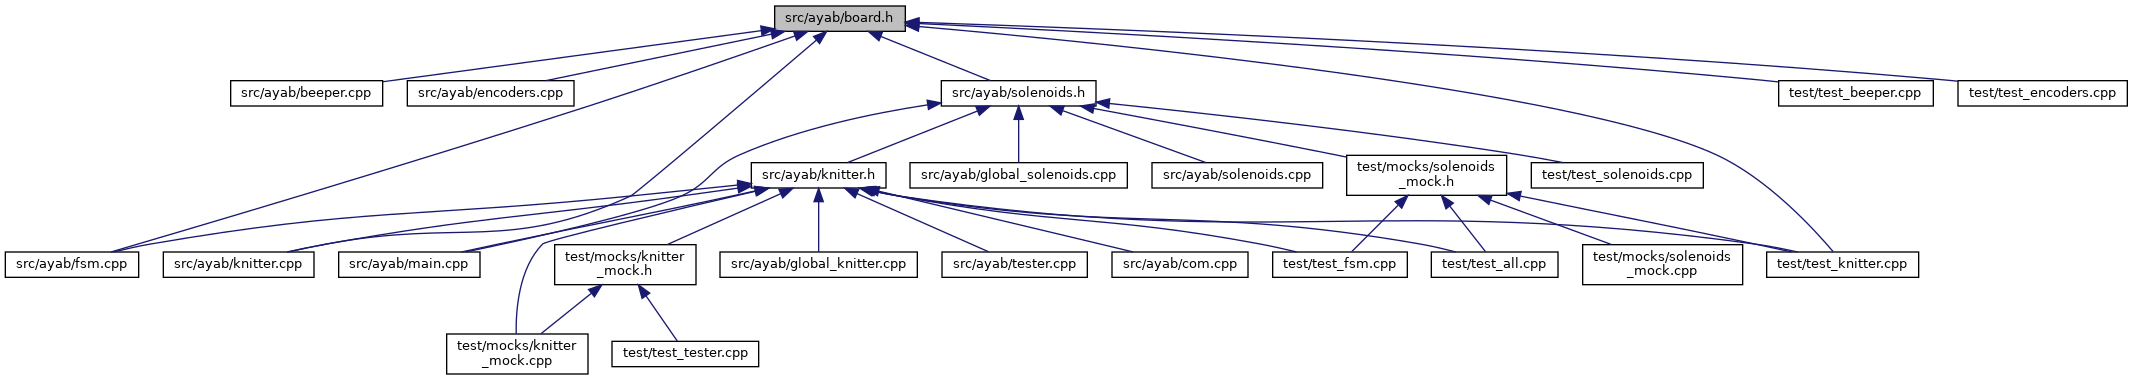 src/ayab/board.h
src/ayab/beeper.cpp
src/ayab/encoders.cpp
src/ayab/solenoids.h
test/test_beeper.cpp
test/test_encoders.cpp
src/ayab/knitter.h
src/ayab/global_solenoids.cpp
src/ayab/solenoids.cpp
test/mocks/solenoids
_mock.h
test/test_solenoids.cpp
src/ayab/fsm.cpp
src/ayab/knitter.cpp
src/ayab/main.cpp
test/mocks/knitter
_mock.h
src/ayab/global_knitter.cpp
src/ayab/tester.cpp
src/ayab/com.cpp
test/test_fsm.cpp
test/test_all.cpp
test/mocks/solenoids
_mock.cpp
test/test_knitter.cpp
test/mocks/knitter
_mock.cpp
test/test_tester.cpp